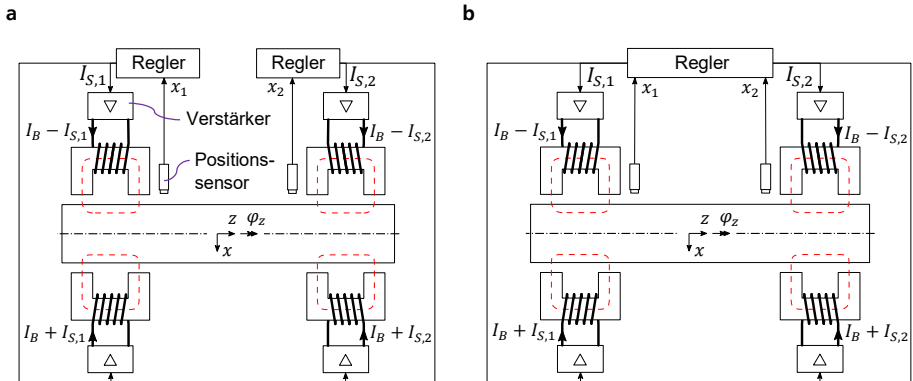 a
Regler
Regler
I_{S,1}
x_1
x_2
I_{S,2}
Verstärker
I_B − I_{S,1}
I_B − I_{S,2}
Positions-
sensor
z
φ_z
x
I_B + I_{S,1}
I_B + I_{S,2}
b
Regler
I_{S,1}
x_1
x_2
I_{S,2}
I_B − I_{S,1}
I_B − I_{S,2}
z
φ_z
x
I_B + I_{S,1}
I_B + I_{S,2}